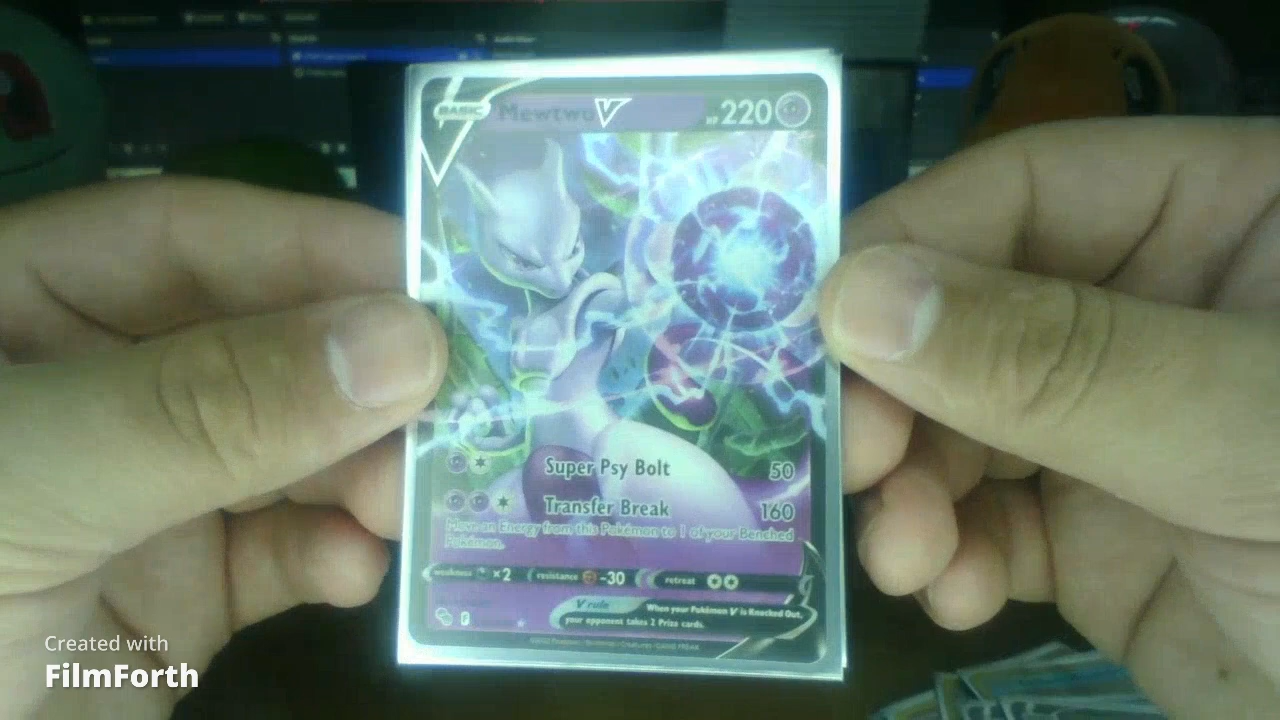 BASIC Mewtwo V HP 220
Super Psy Bolt 50
Transfer Break 160
Move an Energy from this Pokémon to 1 of your Benched
Pokémon.
weakness ×2 resistance -30 retreat
V rule When your Pokémon V is Knocked Out,
your opponent takes 2 Prize cards.
Created with
FilmForth